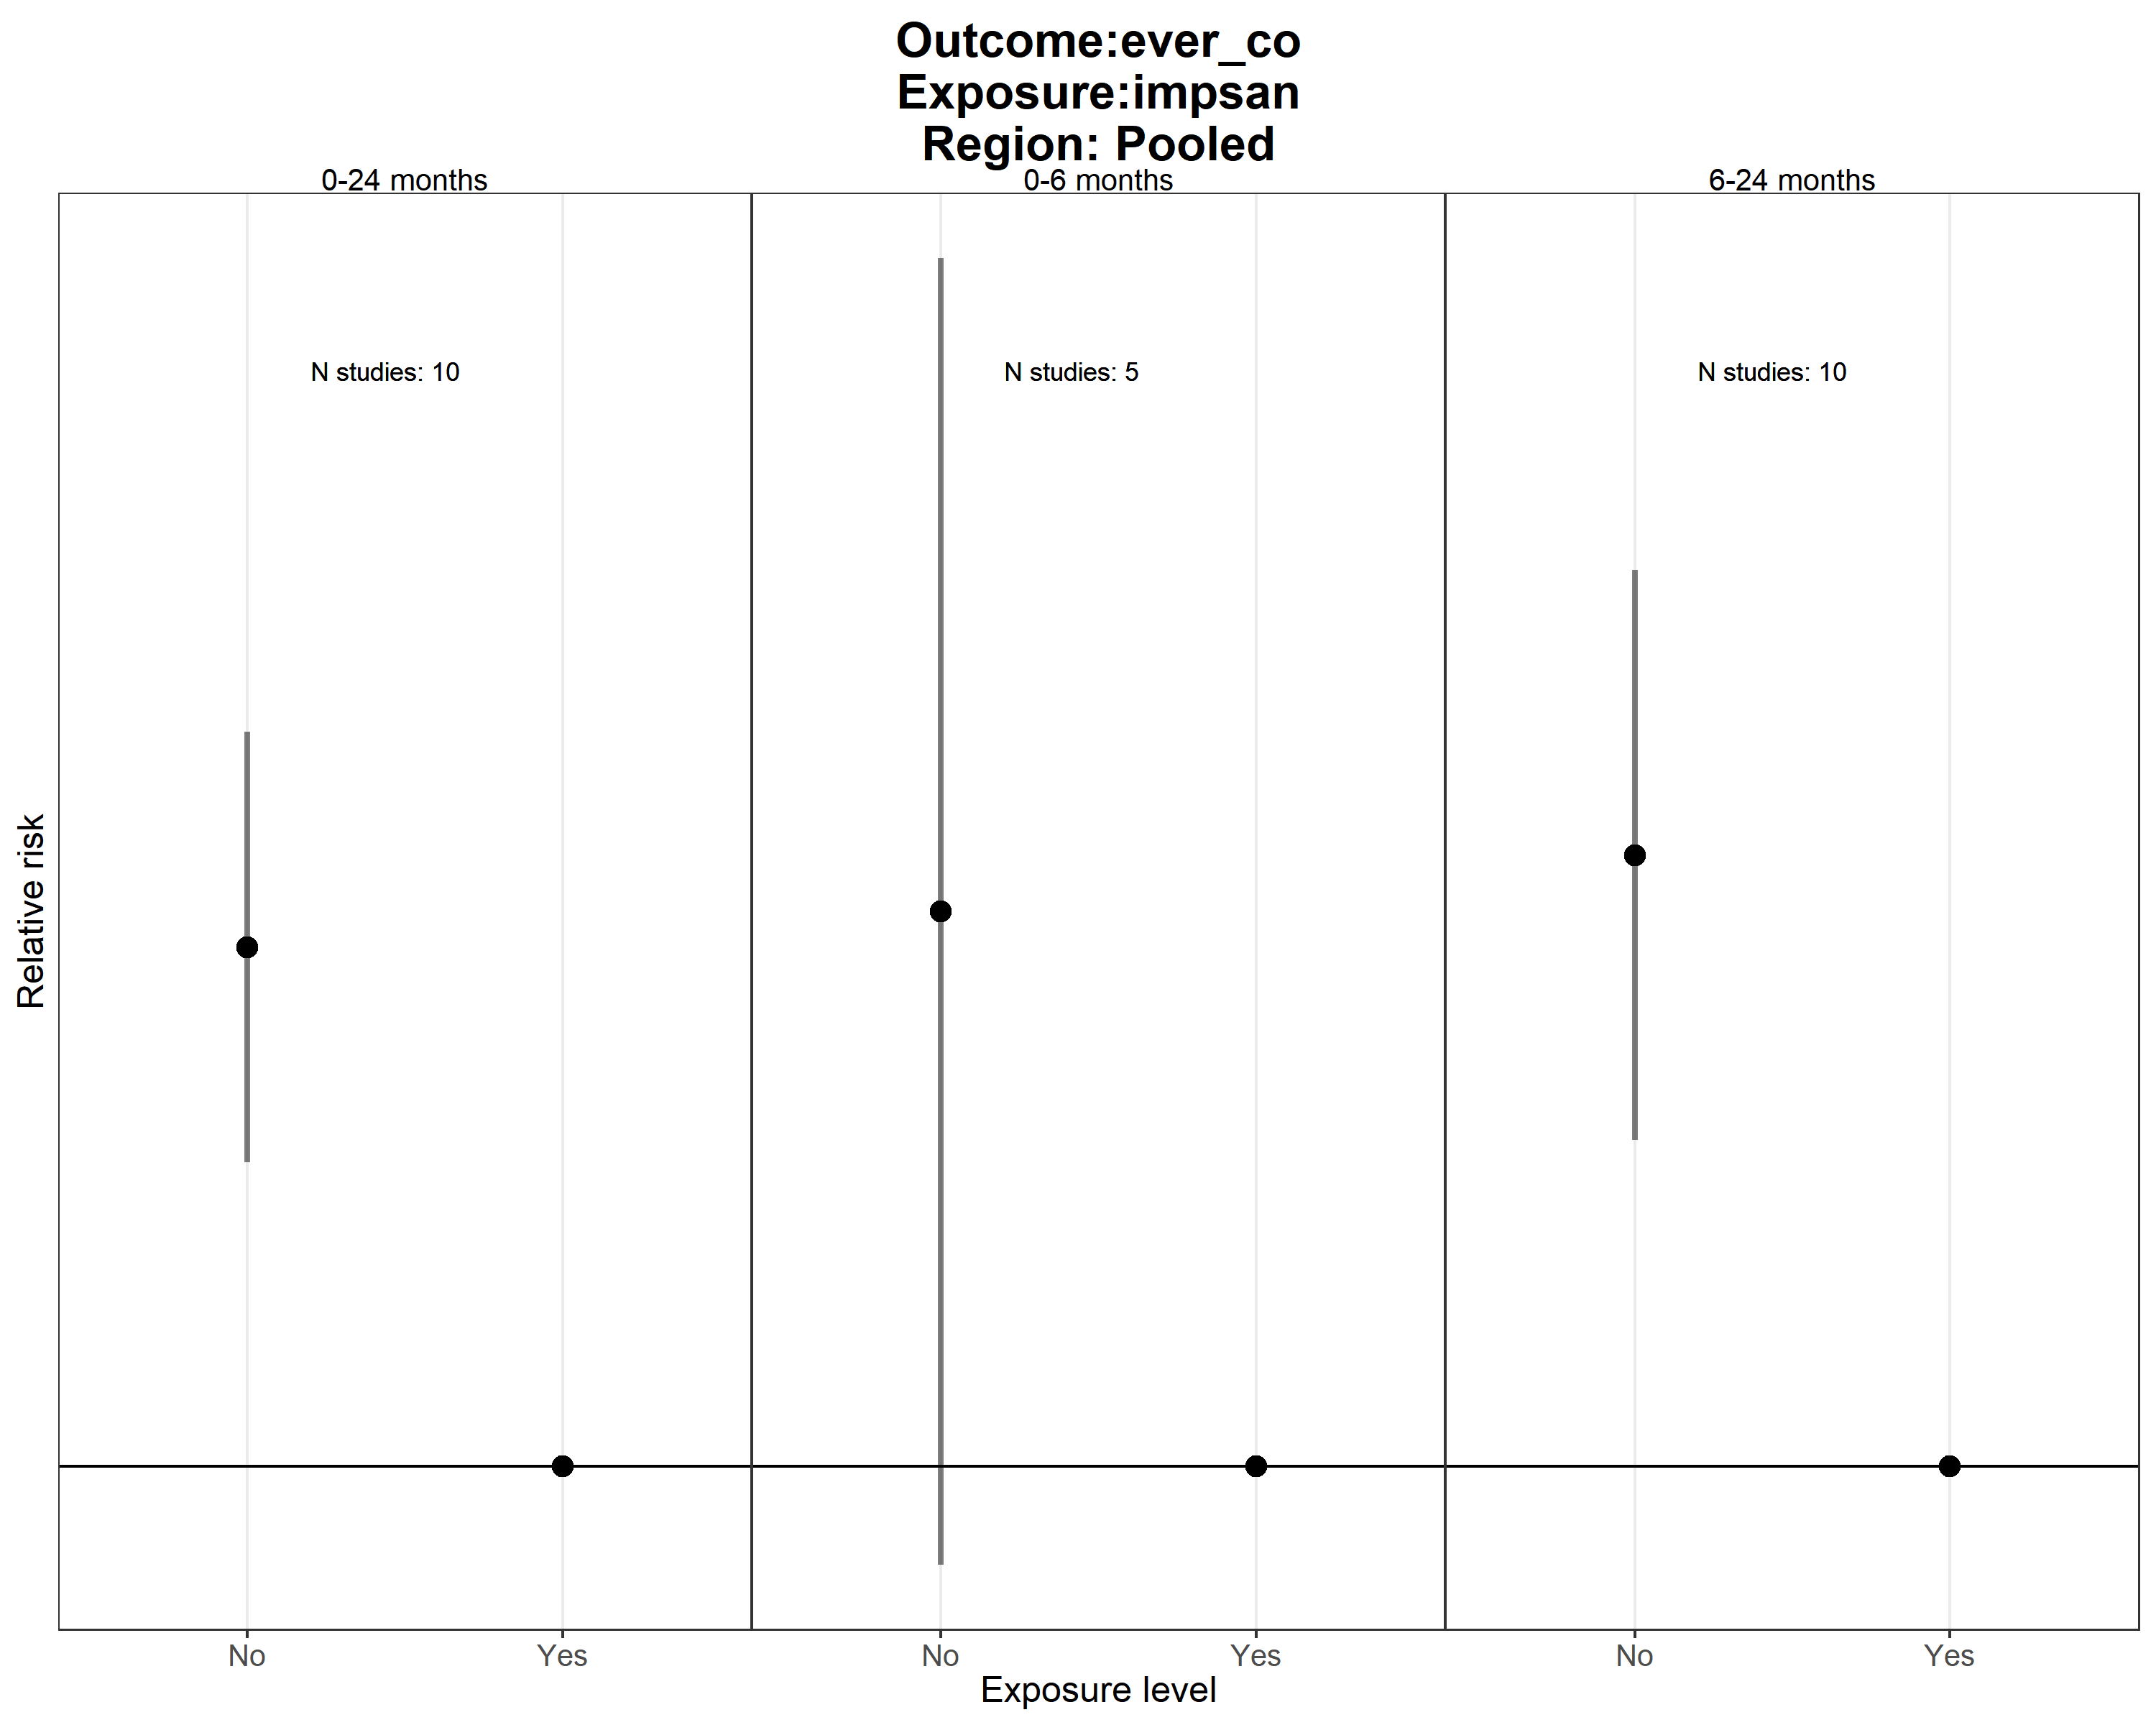 Outcome:ever_co
Exposure:impsan
Region: Pooled
0-24 months
0-6 months
6-24 months
N studies: 10
N studies: 5
N studies: 10
Relative risk
No
Yes
No
Yes
No
Yes
Exposure level